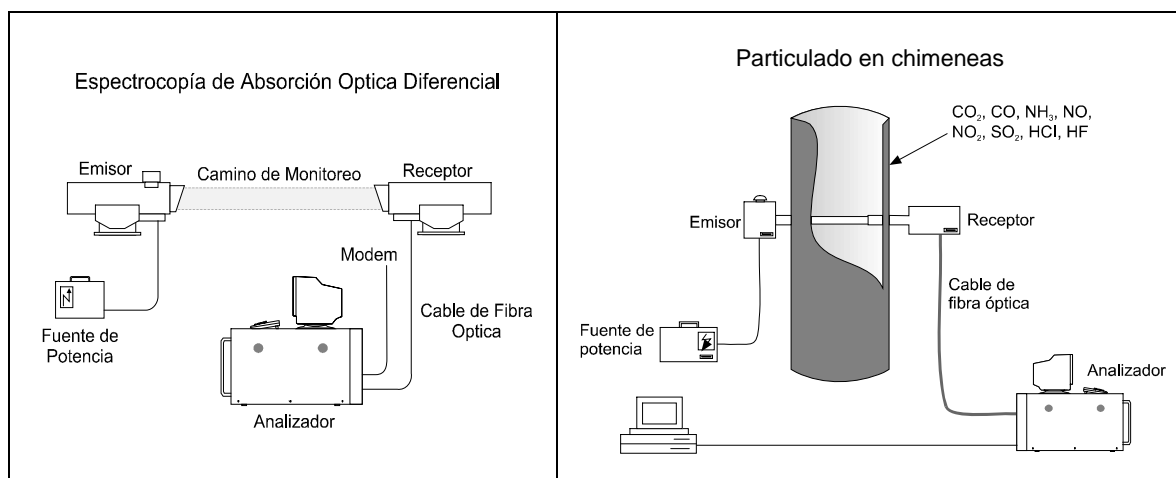 Espectrocopía de Absorción Optica Diferencial
Emisor
Camino de Monitoreo
Receptor
Modem
Fuente de
Potencia
Cable de Fibra
Optica
Analizador
Particulado en chimeneas
CO₂, CO, NH₃, NO,
NO₂, SO₂, HCl, HF
Emisor
Receptor
Cable de
fibra óptica
Fuente de
potencia
Analizador